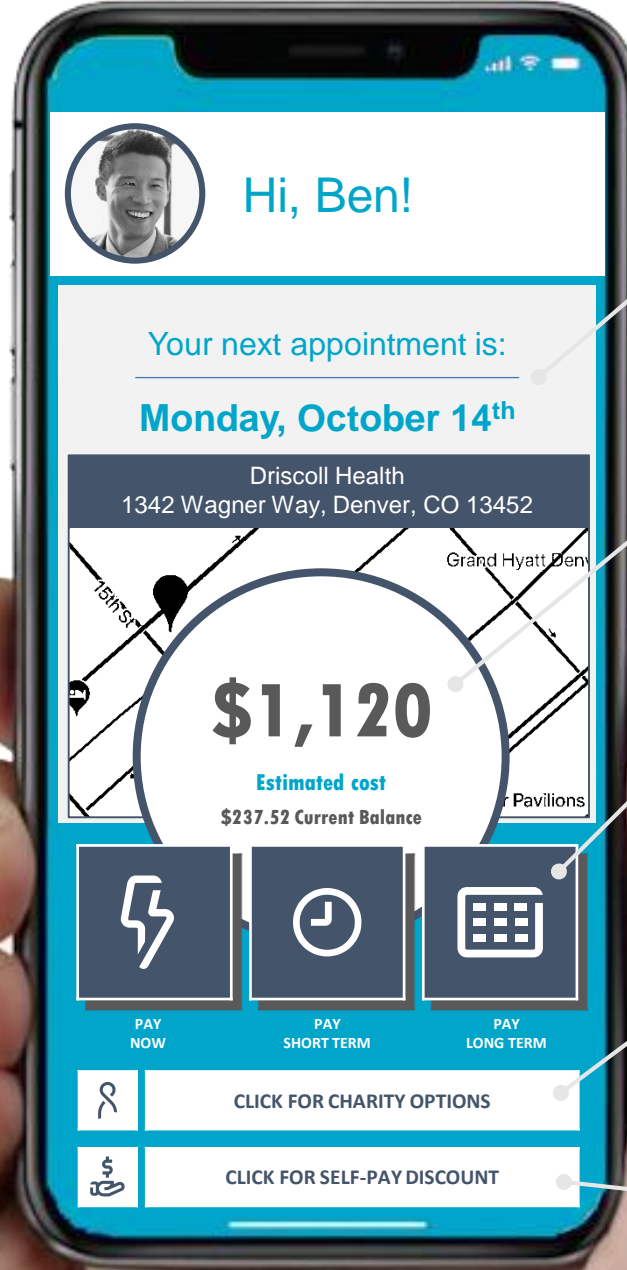 Hi, Ben!
Your next appointment is:
Monday, October 14th
Driscoll Health
1342 Wagner Way, Denver, CO 13452
Grand Hyatt Den
15th St
$1,120
Estimated cost
$237.52 Current Balance
Pavilions
PAY
NOW
PAY
SHORT TERM
PAY
LONG TERM
CLICK FOR CHARITY OPTIONS
$
CLICK FOR SELF-PAY DISCOUNT